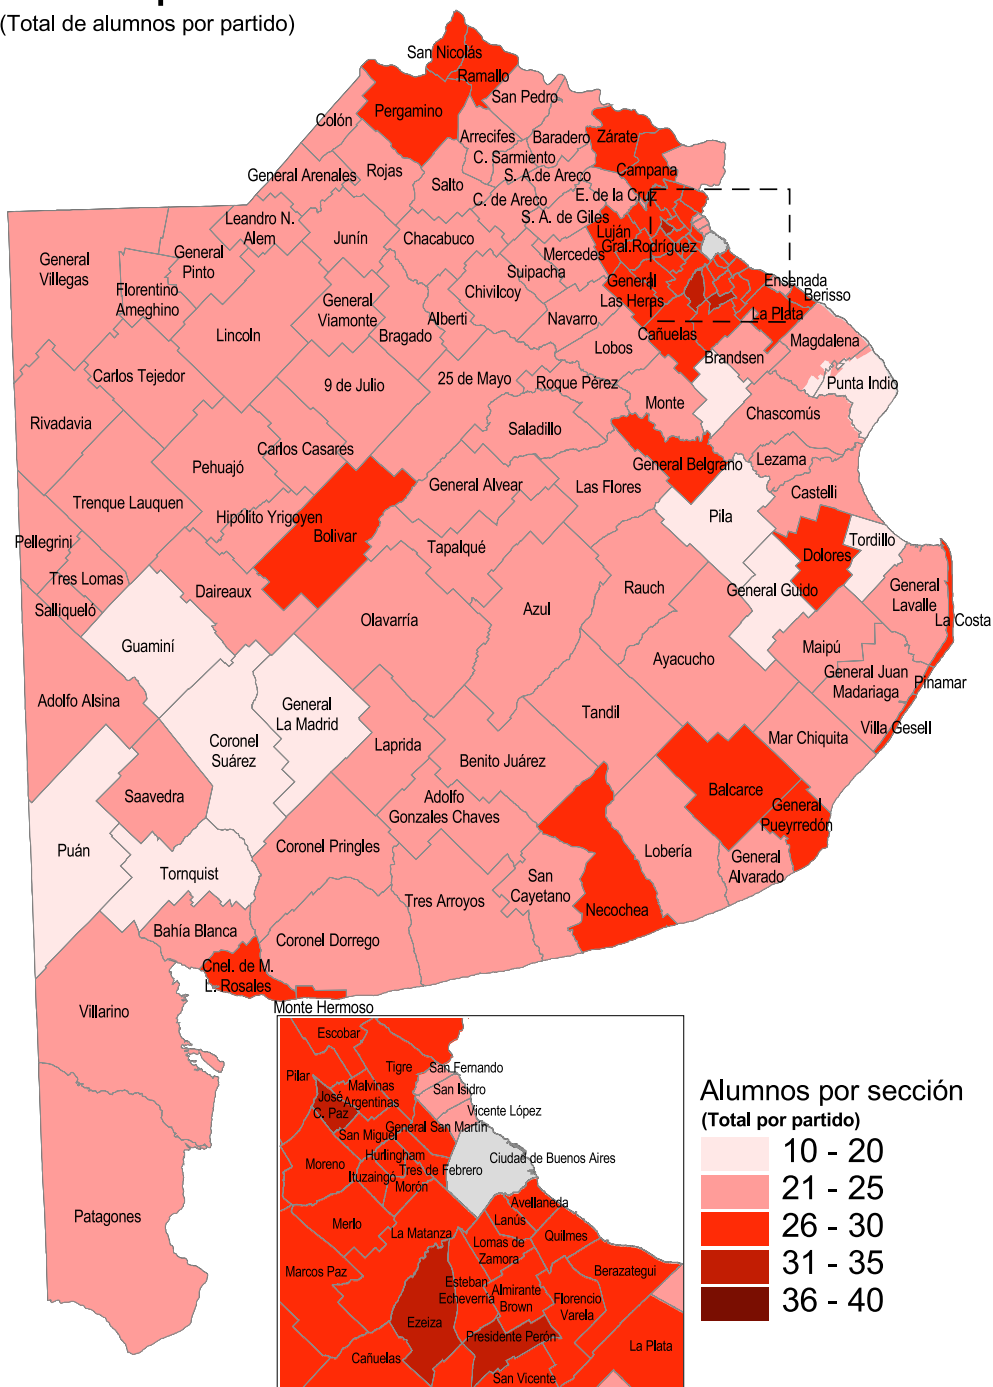 (Total de alumnos por partido)
San Nicolás
Ramallo
San Pedro
Pergamino
Colón
Arrecifes
Baradero
Zárate
C. Sarmiento
Campana
General Arenales
Rojas
S. A.de Areco
Salto
E. de la Cruz
C. de Areco
S. A. de Giles
Leandro N.
Alem
Luján
Junín
Chacabuco
Gral.Rodríguez
Mercedes
General
Villegas
General
Pinto
Suipacha
General
Las Heras
Ensenada
Florentino
Ameghino
Chivilcoy
Berisso
General
Viamonte
Alberti
Navarro
La Plata
Lincoln
Bragado
Cañuelas
Magdalena
Lobos
Brandsen
Carlos Tejedor
9 de Julio
25 de Mayo
Roque Pérez
Punta Indio
Monte
Chascomús
Rivadavia
Saladillo
Carlos Casares
Pehuajó
General Belgrano
Lezama
General Alvear
Las Flores
Castelli
Trenque Lauquen
Hipólito Yrigoyen
Pila
Bolivar
Tordillo
Pellegrini
Tapalqué
Dolores
Tres Lomas
Daireaux
Rauch
General Guido
General
Lavalle
Salliqueló
Olavarría
Azul
La Costa
Guaminí
Maipú
Ayacucho
General Juan
Madariaga
Pinamar
Adolfo Alsina
General
La Madrid
Tandil
Villa Gesell
Coronel
Suárez
Laprida
Mar Chiquita
Benito Juárez
Saavedra
Adolfo
Gonzales Chaves
Balcarce
General
Pueyrredón
Puán
Coronel Pringles
Lobería
General
Alvarado
Tornquist
San
Cayetano
Tres Arroyos
Necochea
Bahía Blanca
Coronel Dorrego
Cnel. de M.
L. Rosales
Villarino
Monte Hermoso
Patagones
Escobar
Tigre
San Fernando
Pilar
Malvinas
Argentinas
San Isidro
José
C. Paz
Vicente López
General San Martín
San Miguel
Hurlingham
Ciudad de Buenos Aires
Moreno
Tres de Febrero
Ituzaingó
Morón
Avellaneda
Merlo
Lanús
La Matanza
Quilmes
Lomas de
Zamora
Marcos Paz
Berazategui
Esteban
Echeverría
Almirante
Brown
Florencio
Varela
Ezeiza
Presidente Perón
La Plata
Cañuelas
San Vicente
Alumnos por sección
(Total por partido)
10 - 20
21 - 25
26 - 30
31 - 35
36 - 40